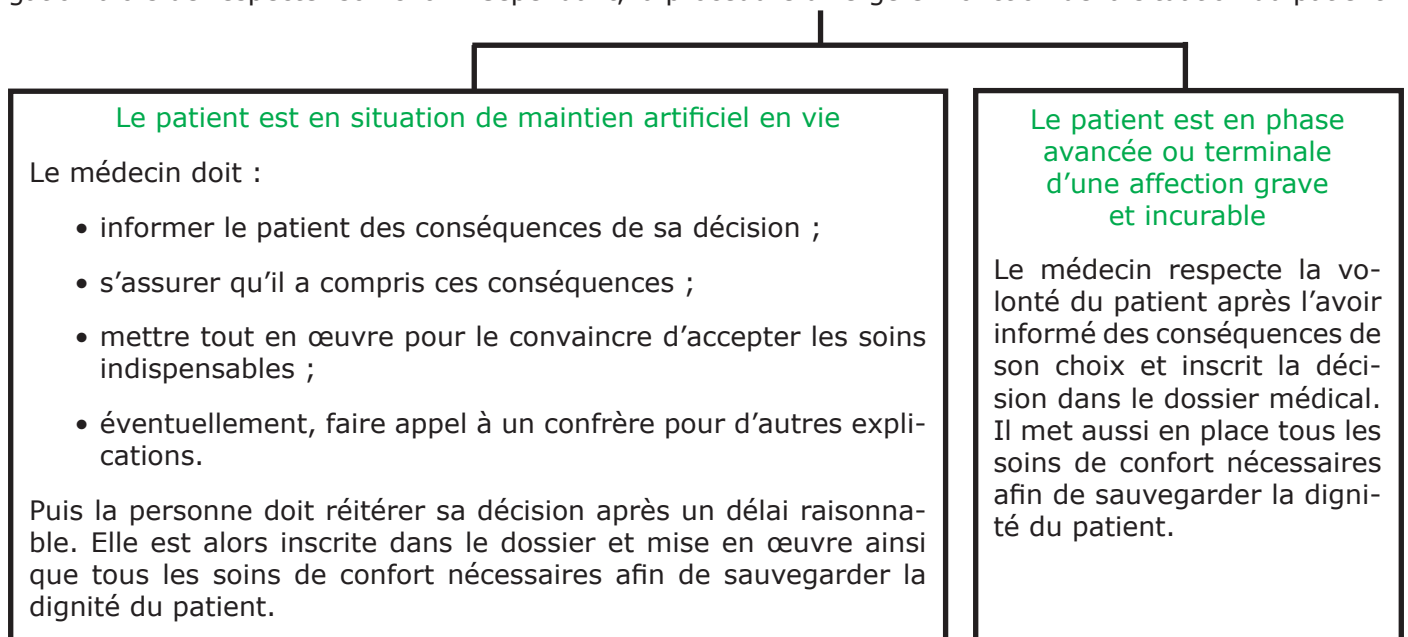 Le patient est en situation de maintien artificiel en vie
Le médecin doit :
• informer le patient des conséquences de sa décision ;
• s'assurer qu'il a compris ces conséquences ;
• mettre tout en œuvre pour le convaincre d'accepter les soins
indispensables ;
• éventuellement, faire appel à un confrère pour d'autres expli-
cations.
Puis la personne doit réitérer sa décision après un délai raisonna-
ble. Elle est alors inscrite dans le dossier et mise en œuvre ainsi
que tous les soins de confort nécessaires afin de sauvegarder la
dignité du patient.
Le patient est en phase
avancée ou terminale
d'une affection grave
et incurable
Le médecin respecte la vo-
lonté du patient après l'avoir
informé des conséquences de
son choix et inscrit la déci-
sion dans le dossier médical.
Il met aussi en place tous les
soins de confort nécessaires
afin de sauvegarder la digni-
té du patient.